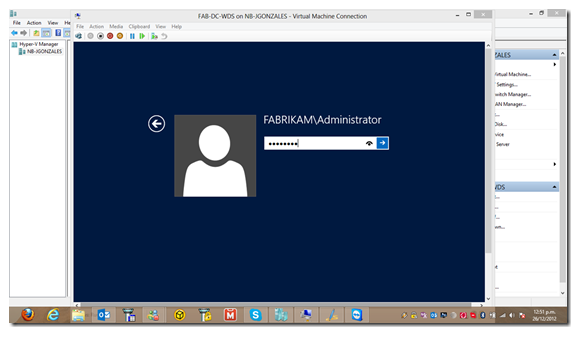 FAB-DC-WDS on NB-JGONZALES - Virtual Machine Connection
File Action View Help
File Action Media Clipboard View Help
Hyper-V Manager
NB-JGONZALES
FABRIKAM\Administrator
ZALES
Virtual Machine...
Settings...
witch Manager...
AN Manager...
Disk...
vice
Server
WDS
12:51 p.m.
26/12/2012